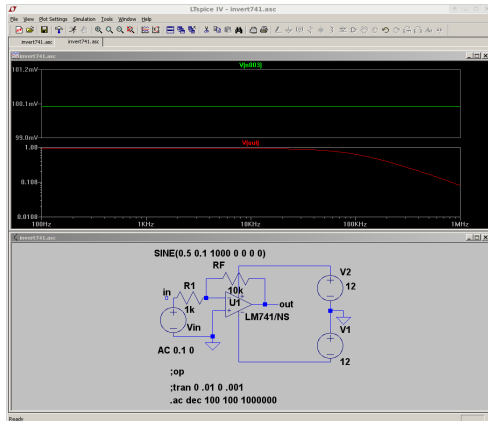 LTspice IV - invert741.asc
File View Plot Settings Simulation Tools Window Help
invert741.asc invert741.asc
invert741.asc
V(n003)
101.2mV
100.1mV
99.0mV
V(out)
1.00
0.100
0.0100
100Hz 1KHz 10KHz 100KHz 1MHz
invert741.asc
SINE(0.5 0.1 1000 0 0 0 0)
RF
V2
in R1 10k 12
U1 out
1k
LM741/NS
Vin V1
AC 0.1 0
12
;op
;tran 0 .01 0 .001
.ac dec 100 100 1000000
Ready